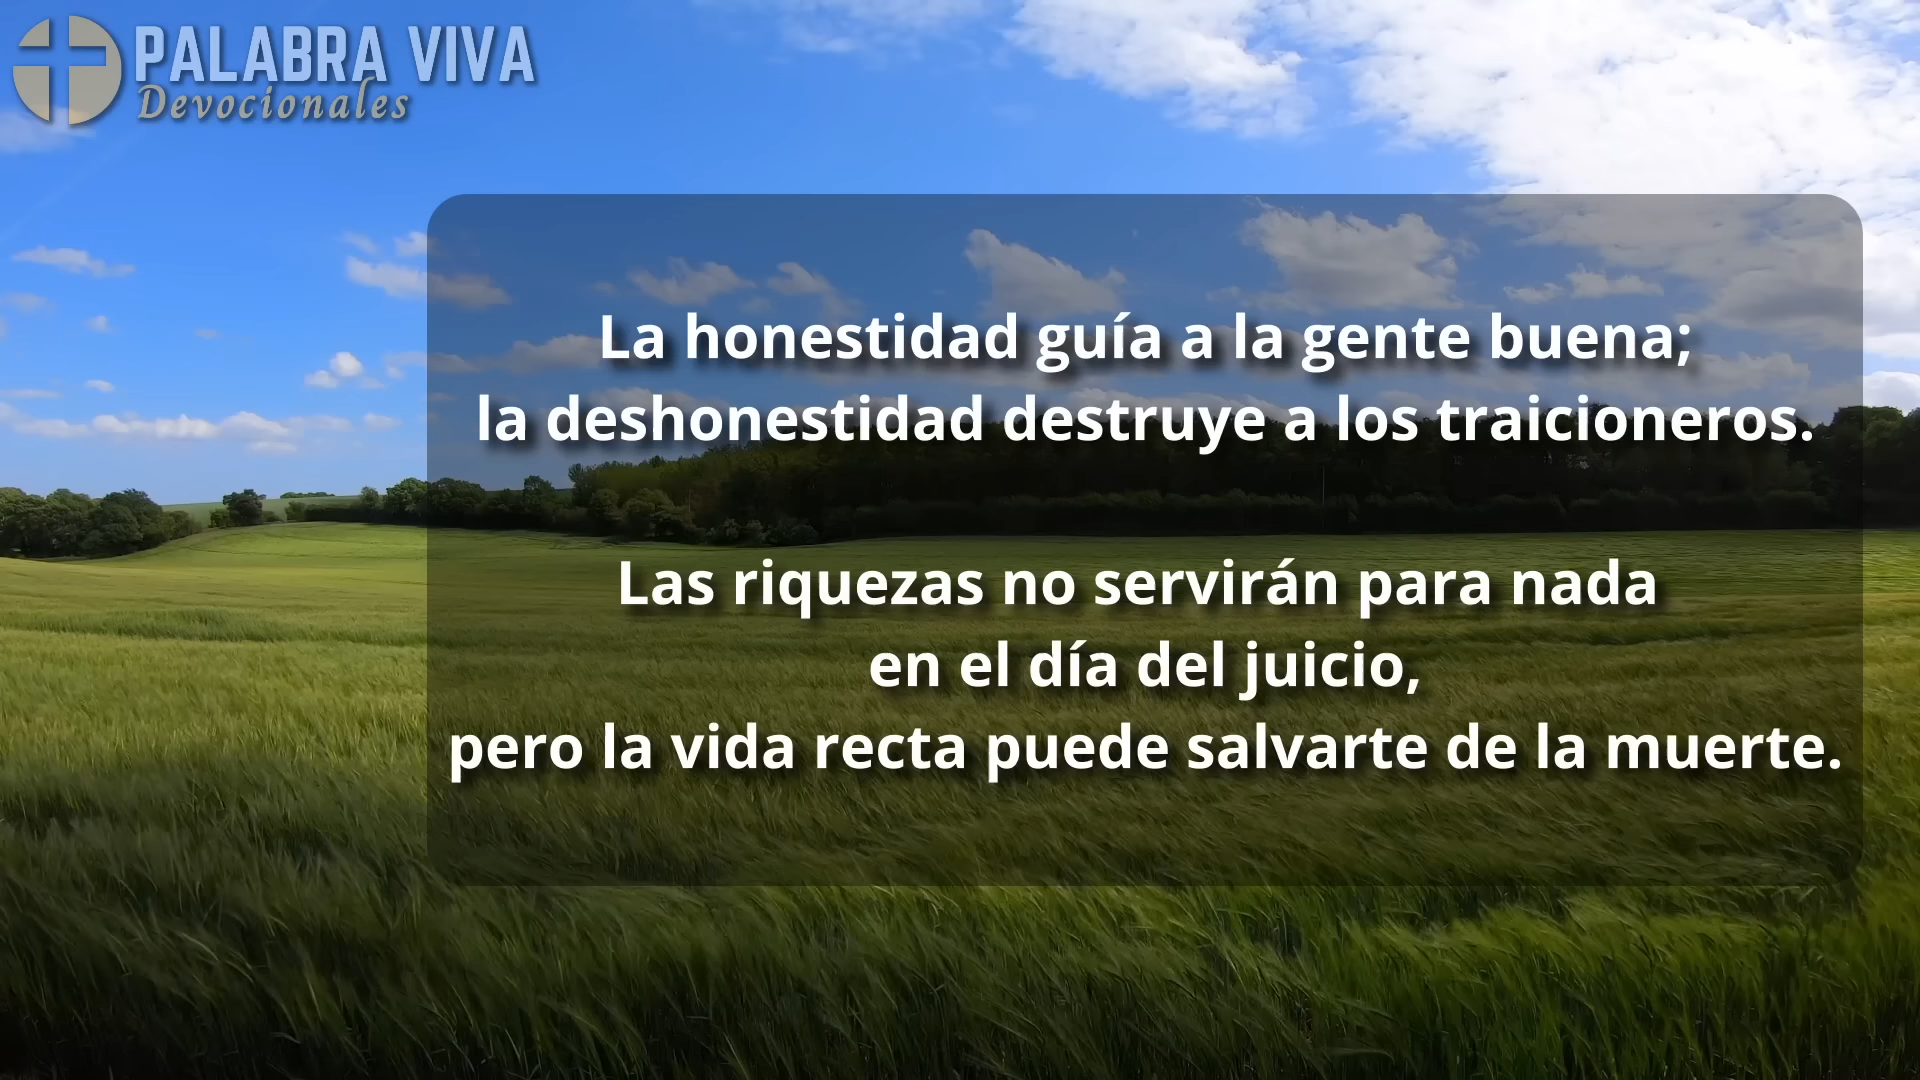 PALABRA VIVA
Devocionales
La honestidad guía a la gente buena;
la deshonestidad destruye a los traicioneros.
Las riquezas no servirán para nada
en el día del juicio,
pero la vida recta puede salvarte de la muerte.